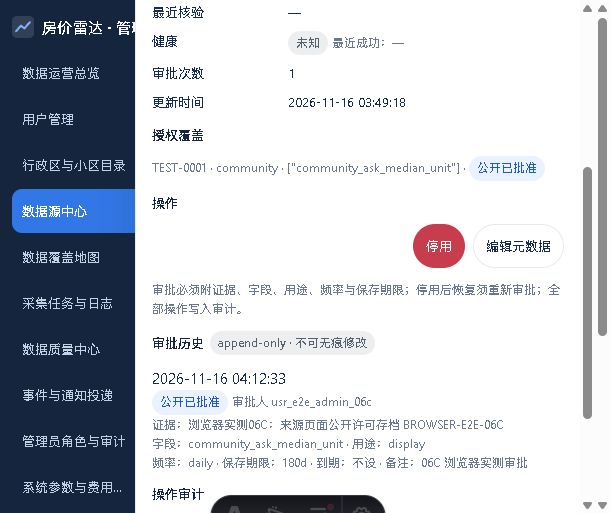 房价雷达 - 管
数据运营总览
用户管理
行政区与小区目录
数据源中心
数据覆盖地图
采集任务与日志
数据质量中心
事件与通知投递
管理员角色与审计
系统参数与费用...
最近核验 —
健康 未知 最近成功：—
审批次数 1
更新时间 2026-11-16 03:49:18
授权覆盖
TEST-0001 · community · ["community_ask_median_unit"] · 公开已批准
操作
停用 编辑元数据
审批必须附证据、字段、用途、频率与保存期限；停用后恢复须重新审批；全
部操作写入审计。
审批历史 append-only · 不可无痕修改
2026-11-16 04:12:33
公开已批准 审批人 usr_e2e_admin_06c
证据：浏览器实测06C：来源页面公开许可存档 BROWSER-E2E-06C
字段：community_ask_median_unit · 用途：display
频率：daily · 保存期限：180d · 到期：不设 · 备注：06C 浏览器实测审批
操作审计